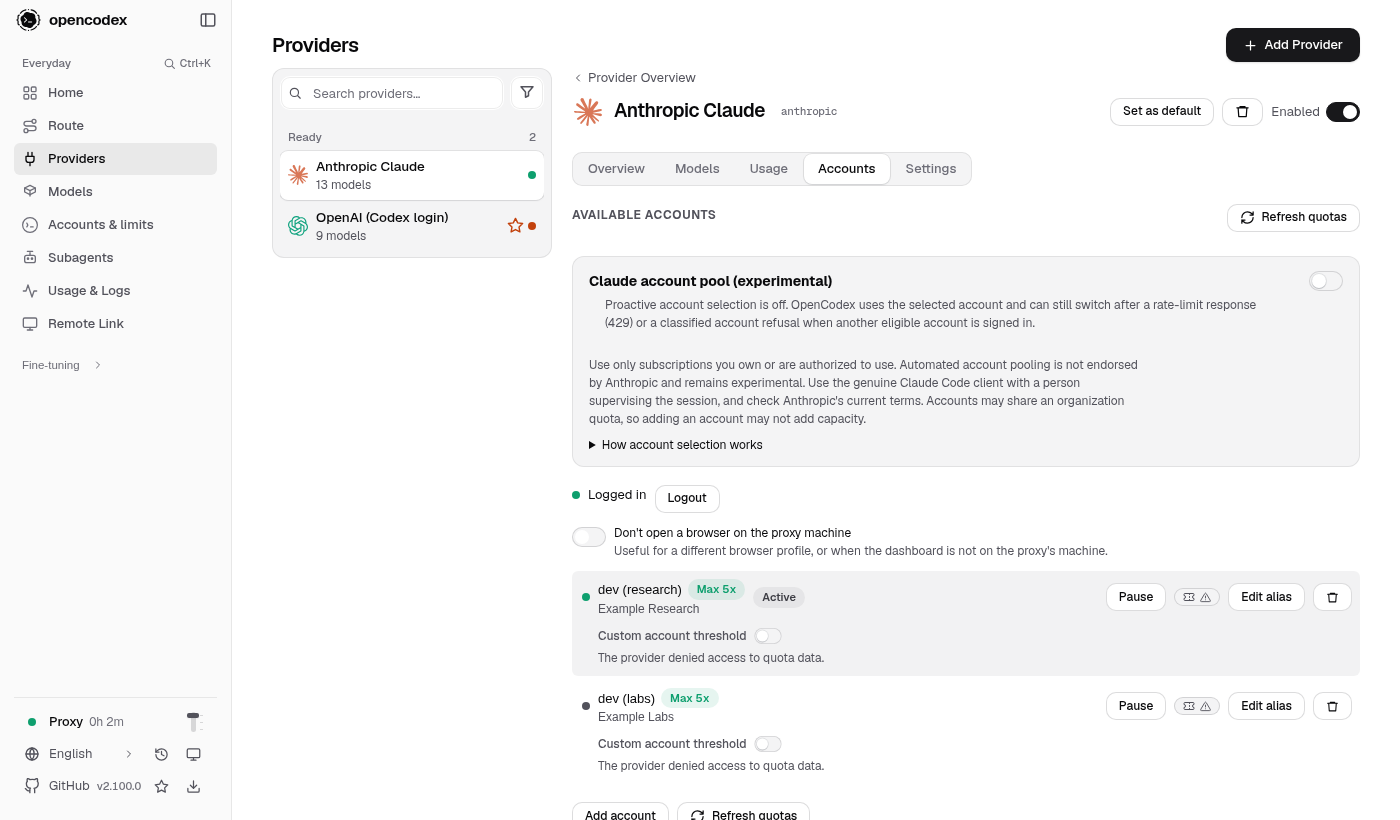 opencodex
Everyday
Ctrl+K
Home
Route
Providers
Models
Accounts & limits
Subagents
Usage & Logs
Remote Link
Fine-tuning
Proxy 0h 2m
English
GitHub v2.100.0
Providers
Add Provider
Search providers...
Ready 2
Anthropic Claude
13 models
OpenAI (Codex login)
9 models
Provider Overview
Anthropic Claude anthropic
Set as default
Enabled
Overview Models Usage Accounts Settings
AVAILABLE ACCOUNTS
Refresh quotas
Claude account pool (experimental)
Proactive account selection is off. OpenCodex uses the selected account and can still switch after a rate-limit response
(429) or a classified account refusal when another eligible account is signed in.
Use only subscriptions you own or are authorized to use. Automated account pooling is not endorsed
by Anthropic and remains experimental. Use the genuine Claude Code client with a person
supervising the session, and check Anthropic's current terms. Accounts may share an organization
quota, so adding an account may not add capacity.
How account selection works
Logged in Logout
Don't open a browser on the proxy machine
Useful for a different browser profile, or when the dashboard is not on the proxy's machine.
dev (research) Max 5x Active
Example Research
Pause Edit alias
Custom account threshold
The provider denied access to quota data.
dev (labs) Max 5x
Example Labs
Pause Edit alias
Custom account threshold
The provider denied access to quota data.
Add account Refresh quotas